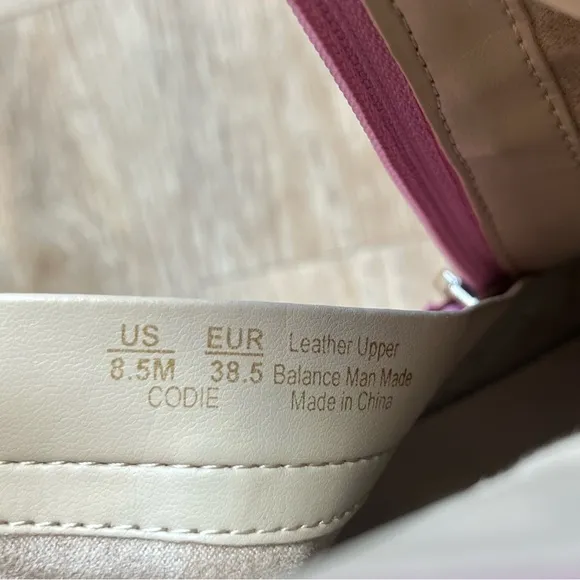 US EUR Leather Upper
8.5M 38.5 Balance Man Made
CODIE Made in China